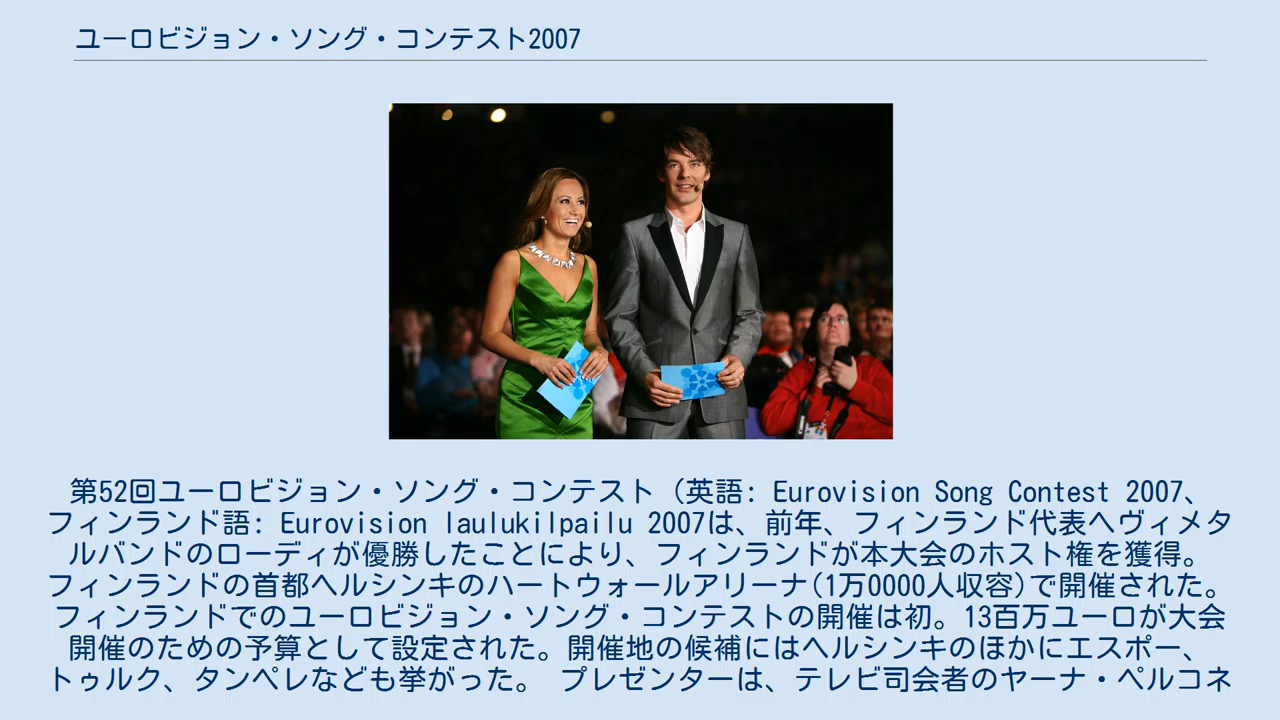 ユーロビジョン・ソング・コンテスト2007
第52回ユーロビジョン・ソング・コンテスト（英語: Eurovision Song Contest 2007、
フィンランド語: Eurovision laulukilpailu 2007は、前年、フィンランド代表ヘヴィメタ
ルバンドのローディが優勝したことにより、フィンランドが本大会のホスト権を獲得。
フィンランドの首都ヘルシンキのハートウォールアリーナ(1万0000人収容)で開催された。
フィンランドでのユーロビジョン・ソング・コンテストの開催は初。13百万ユーロが大会
開催のための予算として設定された。開催地の候補にはヘルシンキのほかにエスポー、
トゥルク、タンペレなども挙がった。 プレゼンターは、テレビ司会者のヤーナ・ペルコネ